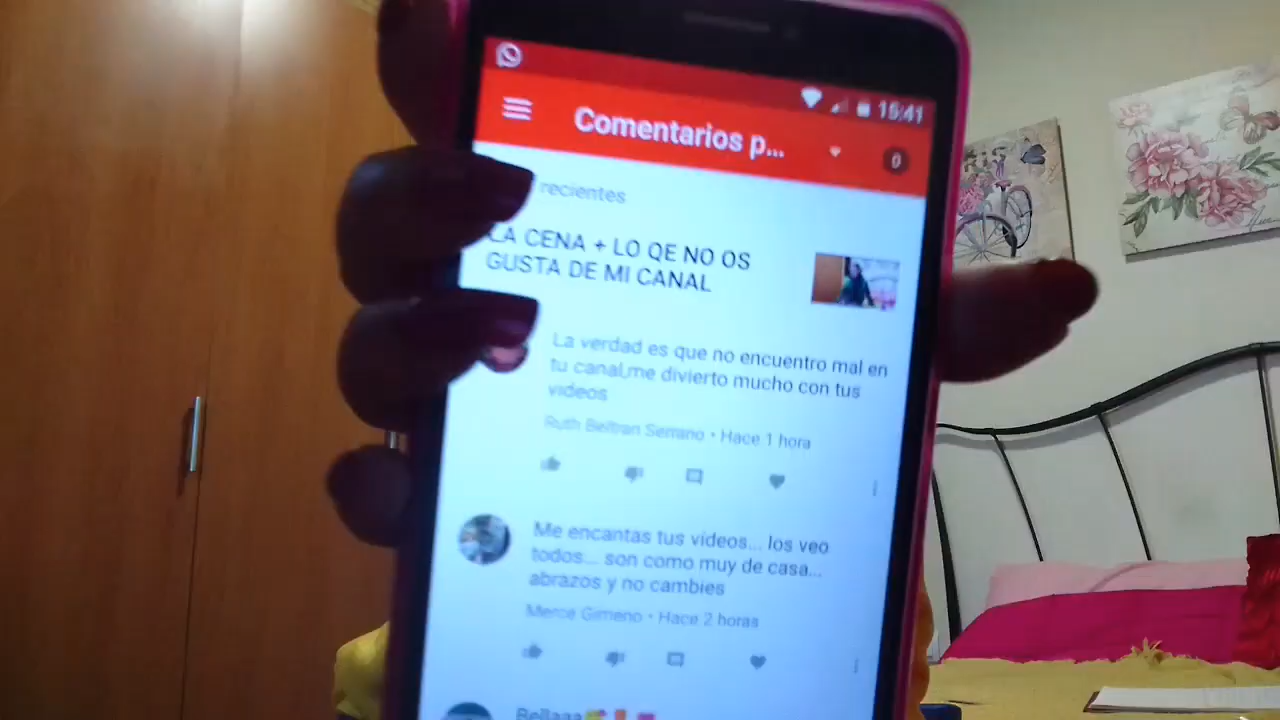 15:41
Comentarios p...
0
recientes
LA CENA + LO QE NO OS
GUSTA DE MI CANAL
La verdad es que no encuentro mal en
tu canal,me divierto mucho con tus
videos
Ruth Beltran Serrano • Hace 1 hora
Me encantas tus videos... los veo
todos... son como muy de casa...
abrazos y no cambies
Merce Gimeno • Hace 2 horas
Bellaaa